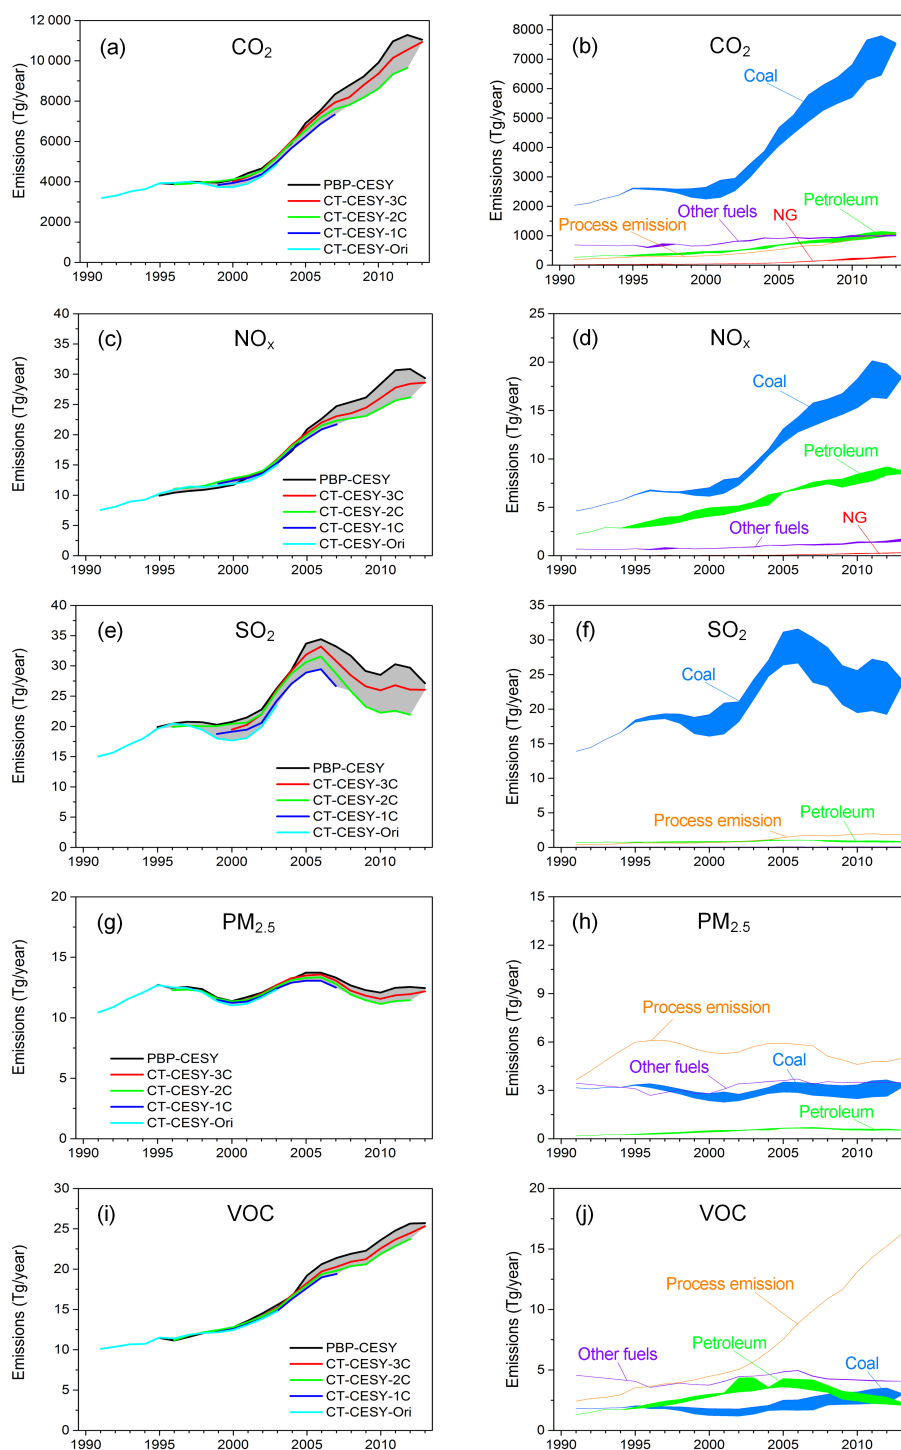 (a) CO2
Emissions (Tg/year)
12 000
10 000
8000
6000
4000
2000
0
PBP-CESY
CT-CESY-3C
CT-CESY-2C
CT-CESY-1C
CT-CESY-Ori
1990 1995 2000 2005 2010
(b) CO2
Emissions (Tg/year)
8000
7000
6000
5000
4000
3000
2000
1000
0
Coal
Petroleum
Other fuels
NG
Process emission
1990 1995 2000 2005 2010
(c) NOx
Emissions (Tg/year)
40
35
30
25
20
15
10
5
0
PBP-CESY
CT-CESY-3C
CT-CESY-2C
CT-CESY-1C
CT-CESY-Ori
1990 1995 2000 2005 2010
(d) NOx
Emissions (Tg/year)
25
20
15
10
5
0
Coal
Petroleum
Other fuels
NG
1990 1995 2000 2005 2010
(e) SO2
Emissions (Tg/year)
40
35
30
25
20
15
10
5
0
PBP-CESY
CT-CESY-3C
CT-CESY-2C
CT-CESY-1C
CT-CESY-Ori
1990 1995 2000 2005 2010
(f) SO2
Emissions (Tg/year)
35
30
25
20
15
10
5
0
Coal
Process emission
Petroleum
1990 1995 2000 2005 2010
(g) PM2.5
Emissions (Tg/year)
20
15
10
5
0
PBP-CESY
CT-CESY-3C
CT-CESY-2C
CT-CESY-1C
CT-CESY-Ori
1990 1995 2000 2005 2010
(h) PM2.5
Emissions (Tg/year)
15
12
9
6
3
0
Process emission
Other fuels
Coal
Petroleum
1990 1995 2000 2005 2010
(i) VOC
Emissions (Tg/year)
30
25
20
15
10
5
0
PBP-CESY
CT-CESY-3C
CT-CESY-2C
CT-CESY-1C
CT-CESY-Ori
1990 1995 2000 2005 2010
(j) VOC
Emissions (Tg/year)
20
15
10
5
0
Process emission
Petroleum
Other fuels
Coal
1990 1995 2000 2005 2010